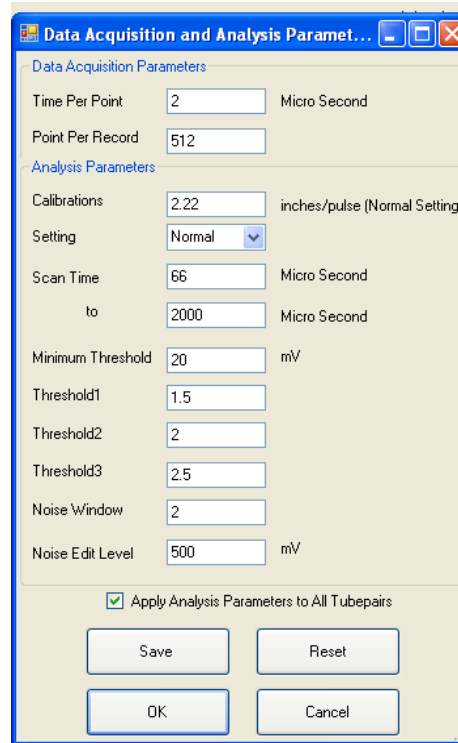 Data Acquisition and Analysis Paramet...
Data Acquisition Parameters
Time Per Point 2 Micro Second
Point Per Record 512
Analysis Parameters
Calibrations 2.22 inches/pulse (Normal Setting
Setting Normal
Scan Time 66 Micro Second
to 2000 Micro Second
Minimum Threshold 20 mV
Threshold1 1.5
Threshold2 2
Threshold3 2.5
Noise Window 2
Noise Edit Level 500 mV
Apply Analysis Parameters to All Tubepairs
Save Reset
OK Cancel